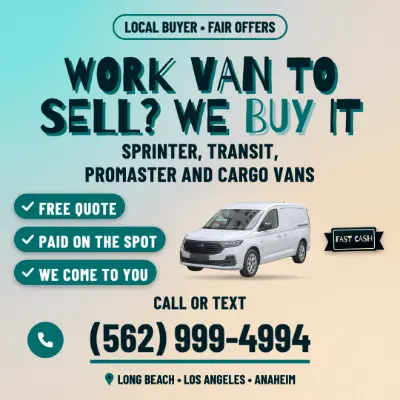 LOCAL BUYER • FAIR OFFERS
WORK VAN TO
SELL? WE BUY IT
SPRINTER, TRANSIT,
PROMASTER AND CARGO VANS
FREE QUOTE
PAID ON THE SPOT
WE COME TO YOU
FAST CASH
CALL OR TEXT
(562) 999-4994
LONG BEACH • LOS ANGELES • ANAHEIM